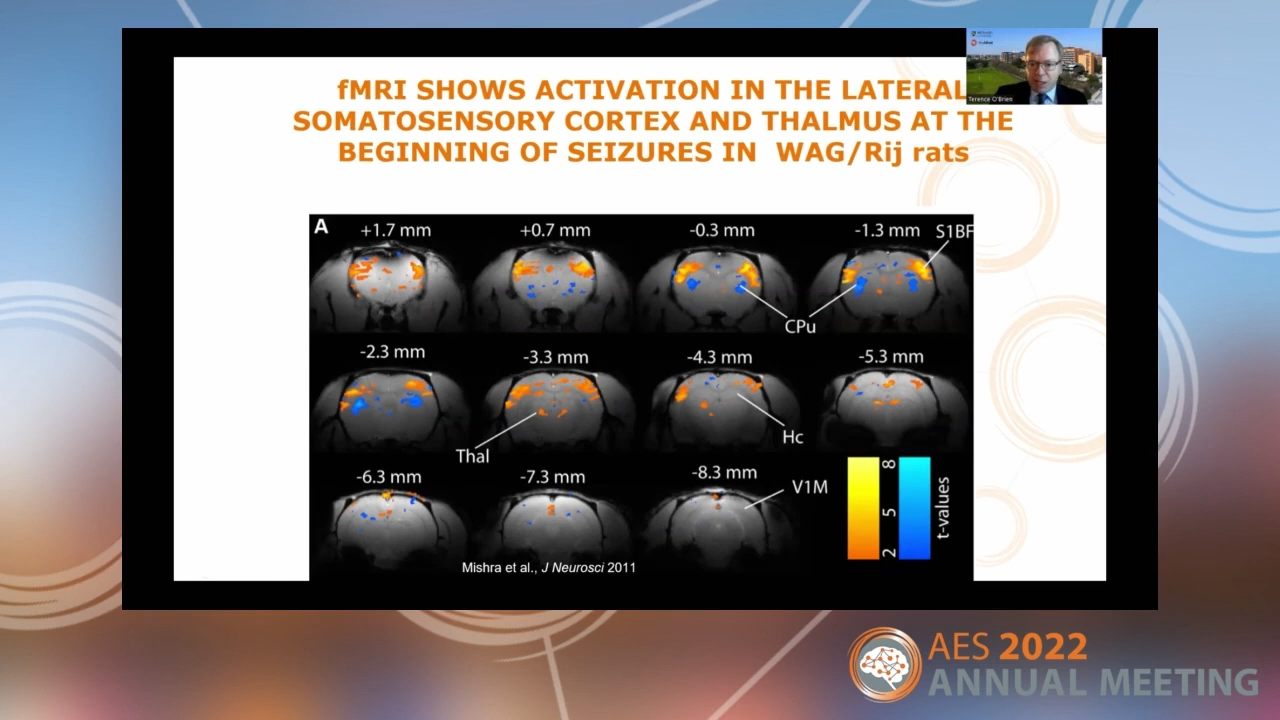 fMRI SHOWS ACTIVATION IN THE LATERAL
SOMATOSENSORY CORTEX AND THALMUS AT THE
BEGINNING OF SEIZURES IN WAG/Rij rats
Terence O'Brien
A
+1.7 mm
+0.7 mm
-0.3 mm
-1.3 mm
S1BF
CPu
-2.3 mm
-3.3 mm
-4.3 mm
-5.3 mm
Thal
Hc
-6.3 mm
-7.3 mm
-8.3 mm
V1M
8
5
2
t-values
Mishra et al., J Neurosci 2011
AES 2022
ANNUAL MEETING